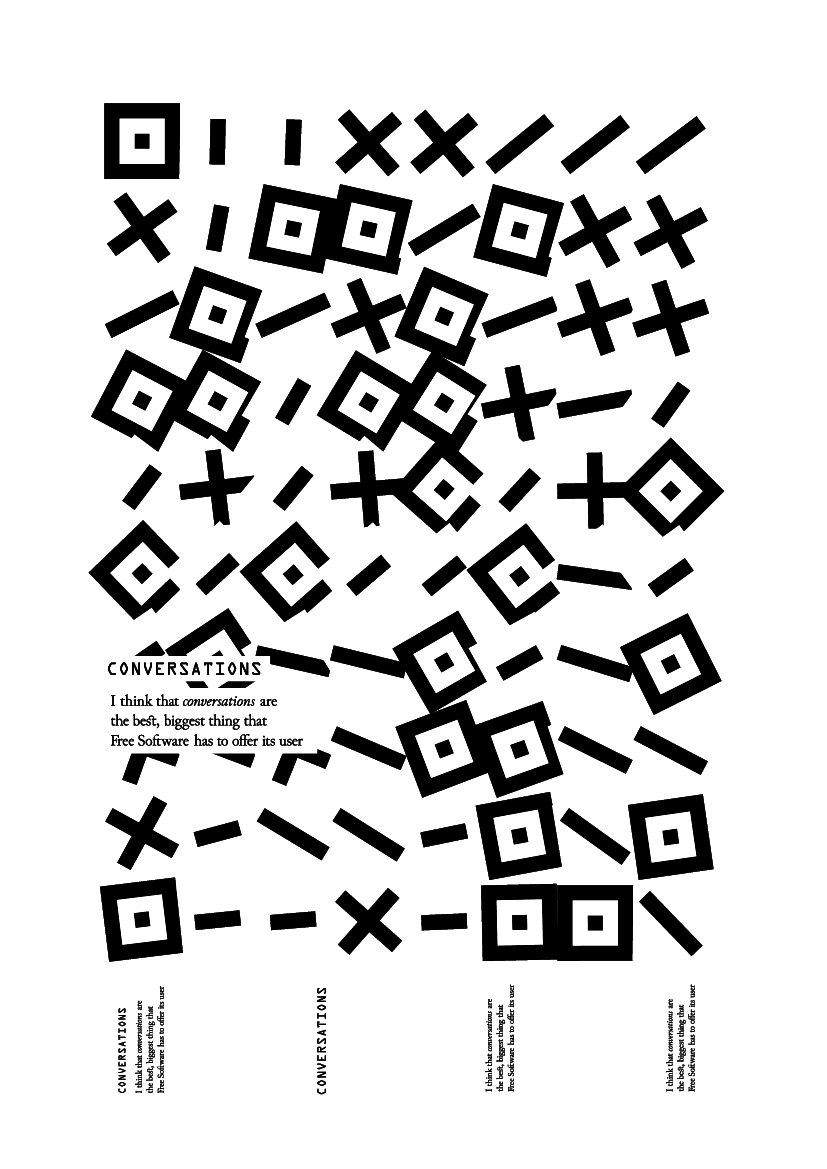 CONVERSATIONS
I think that conversations are
the best, biggest thing that
Free Software has to offer its user
CONVERSATIONS
I think that conversations are
the best, biggest thing that
Free Software has to offer its user
CONVERSATIONS
I think that conversations are
the best, biggest thing that
Free Software has to offer its user
I think that conversations are
the best, biggest thing that
Free Software has to offer its user